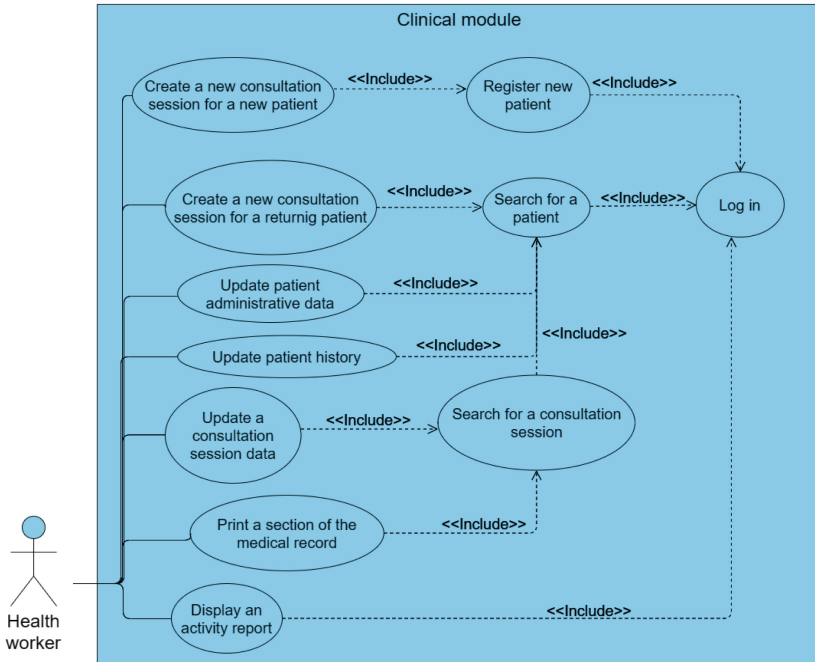 Clinical module
Create a new consultation
session for a new patient
<<Include>>
Register new
patient
<<Include>>
Create a new consultation
session for a returnig patient
<<Include>>
Search for a
patient
<<Include>>
Log in
Update patient
administrative data
<<Include>>
Update patient history
<<Include>>
<<Include>>
Update a
consultation
session data
<<Include>>
Search for a consultation
session
Print a section of the
medical record
<<Include>>
Display an
activity report
<<Include>>
Health
worker